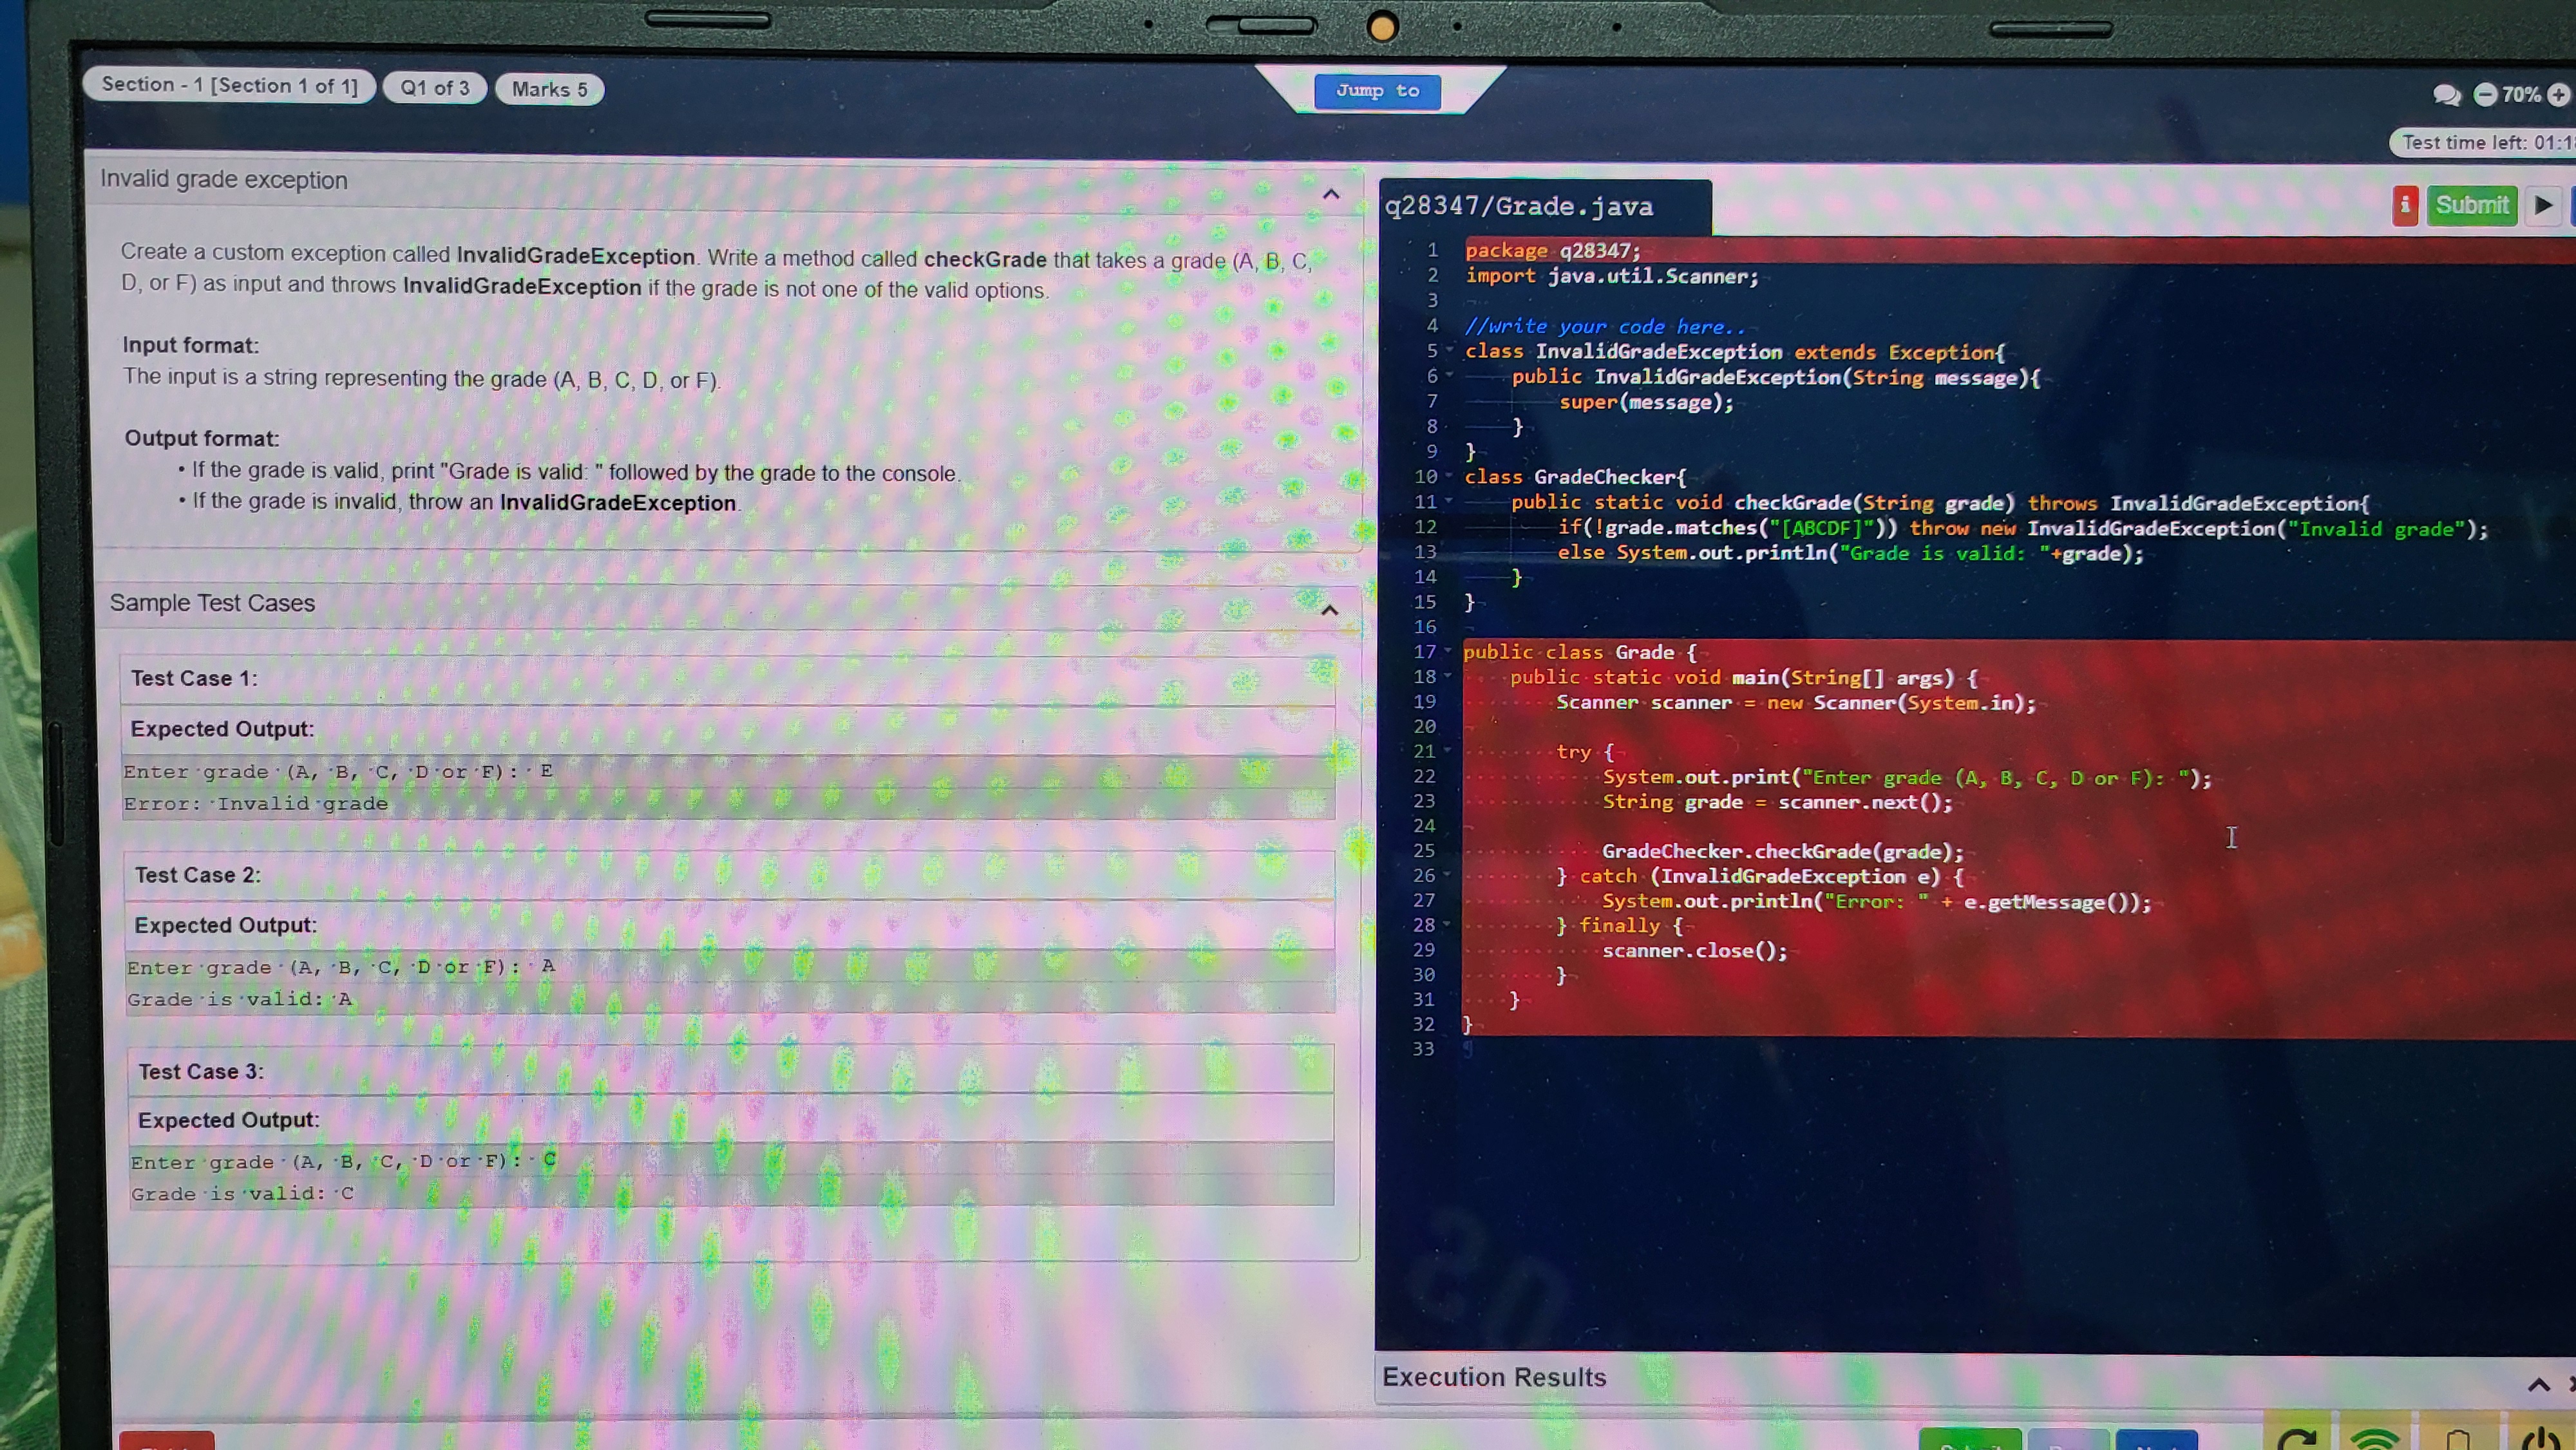 Section - 1 [Section 1 of 1] Q1 of 3 Marks 5
Jump to
70%
Test time left: 01:1
Invalid grade exception
Create a custom exception called InvalidGradeException. Write a method called checkGrade that takes a grade (A, B, C,
D, or F) as input and throws InvalidGradeException if the grade is not one of the valid options.
Input format:
The input is a string representing the grade (A, B, C, D, or F).
Output format:
• If the grade is valid, print "Grade is valid: " followed by the grade to the console.
• If the grade is invalid, throw an InvalidGradeException.
Sample Test Cases
Test Case 1:
Expected Output:
Enter grade (A, B, C, D or F): E
Error: Invalid grade
Test Case 2:
Expected Output:
Enter grade (A, B, C, D or F): A
Grade is valid: A
Test Case 3:
Expected Output:
Enter grade (A, B, C, D or F): C
Grade is valid: C
q28347/Grade.java
i Submit
1 package q28347;
2 import java.util.Scanner;
3
4 //write your code here..
5 class InvalidGradeException extends Exception{
6 public InvalidGradeException(String message){
7 super(message);
8 }
9 }
10 class GradeChecker{
11 public static void checkGrade(String grade) throws InvalidGradeException{
12 if(!grade.matches("[ABCDF]")) throw new InvalidGradeException("Invalid grade");
13 else System.out.println("Grade is valid: "+grade);
14 }
15 }
16
17 public class Grade {
18 public static void main(String[] args) {
19 Scanner scanner = new Scanner(System.in);
20
21 try {
22 System.out.print("Enter grade (A, B, C, D or F): ");
23 String grade = scanner.next();
24
25 GradeChecker.checkGrade(grade);
26 } catch (InvalidGradeException e) {
27 System.out.println("Error: " + e.getMessage());
28 } finally {
29 scanner.close();
30 }
31 }
32 }
33
Execution Results